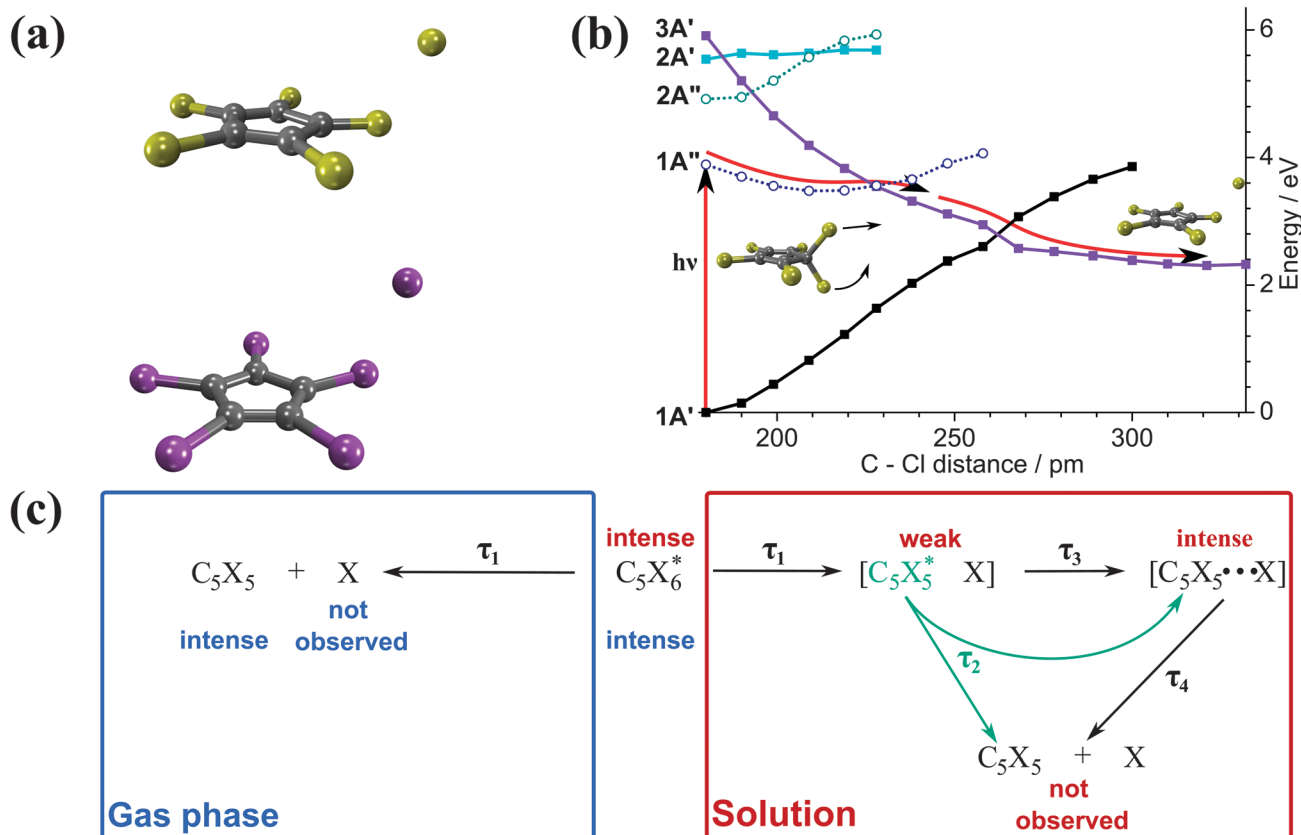 (a)
(b)
3A'
2A'
2A"
1A"
hν
1A'
6
4
2
0
Energy / eV
200
250
300
C - Cl distance / pm
(c)
C₅X₅ + X
intense
not
observed
τ₁
intense
C₅X₆*
intense
τ₁
weak
[C₅X₅* X]
τ₃
intense
[C₅X₅•••X]
τ₂
τ₄
C₅X₅ + X
not
observed
Gas phase
Solution